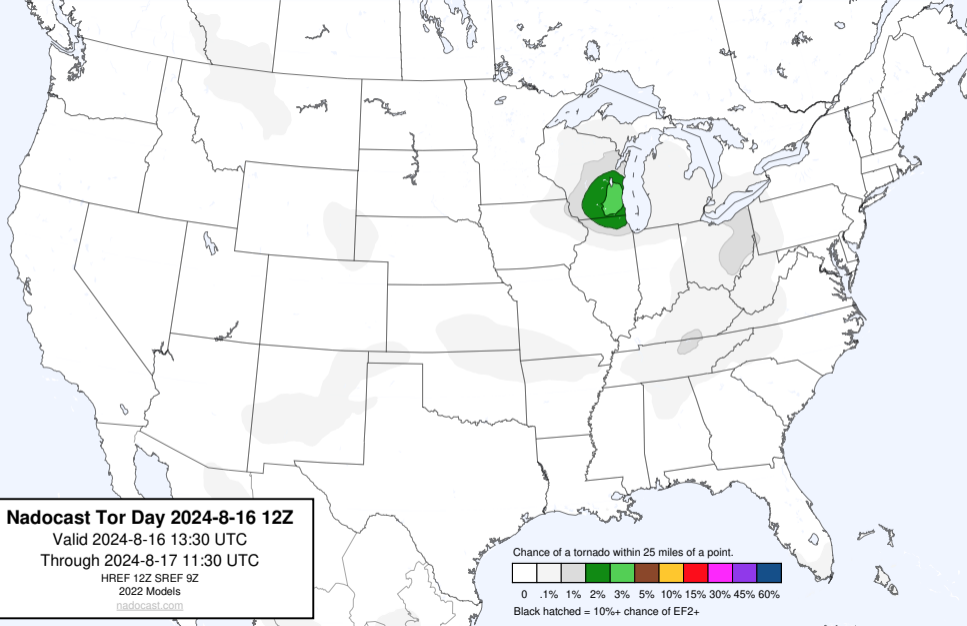 Nadocast Tor Day 2024-8-16 12Z
Valid 2024-8-16 13:30 UTC
Through 2024-8-17 11:30 UTC
HREF 12Z SREF 9Z
2022 Models
nadocast.com
Chance of a tornado within 25 miles of a point.
0 .1% 1% 2% 3% 5% 10% 15% 30% 45% 60%
Black hatched = 10%+ chance of EF2+